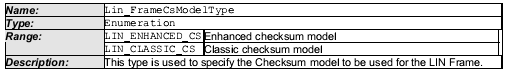 Name: Lin_FrameCsModelType
Type: Enumeration
Range: LIN_ENHANCED_CS Enhanced checksum model
LIN_CLASSIC_CS Classic checksum model
Description: This type is used to specify the Checksum model to be used for the LIN Frame.